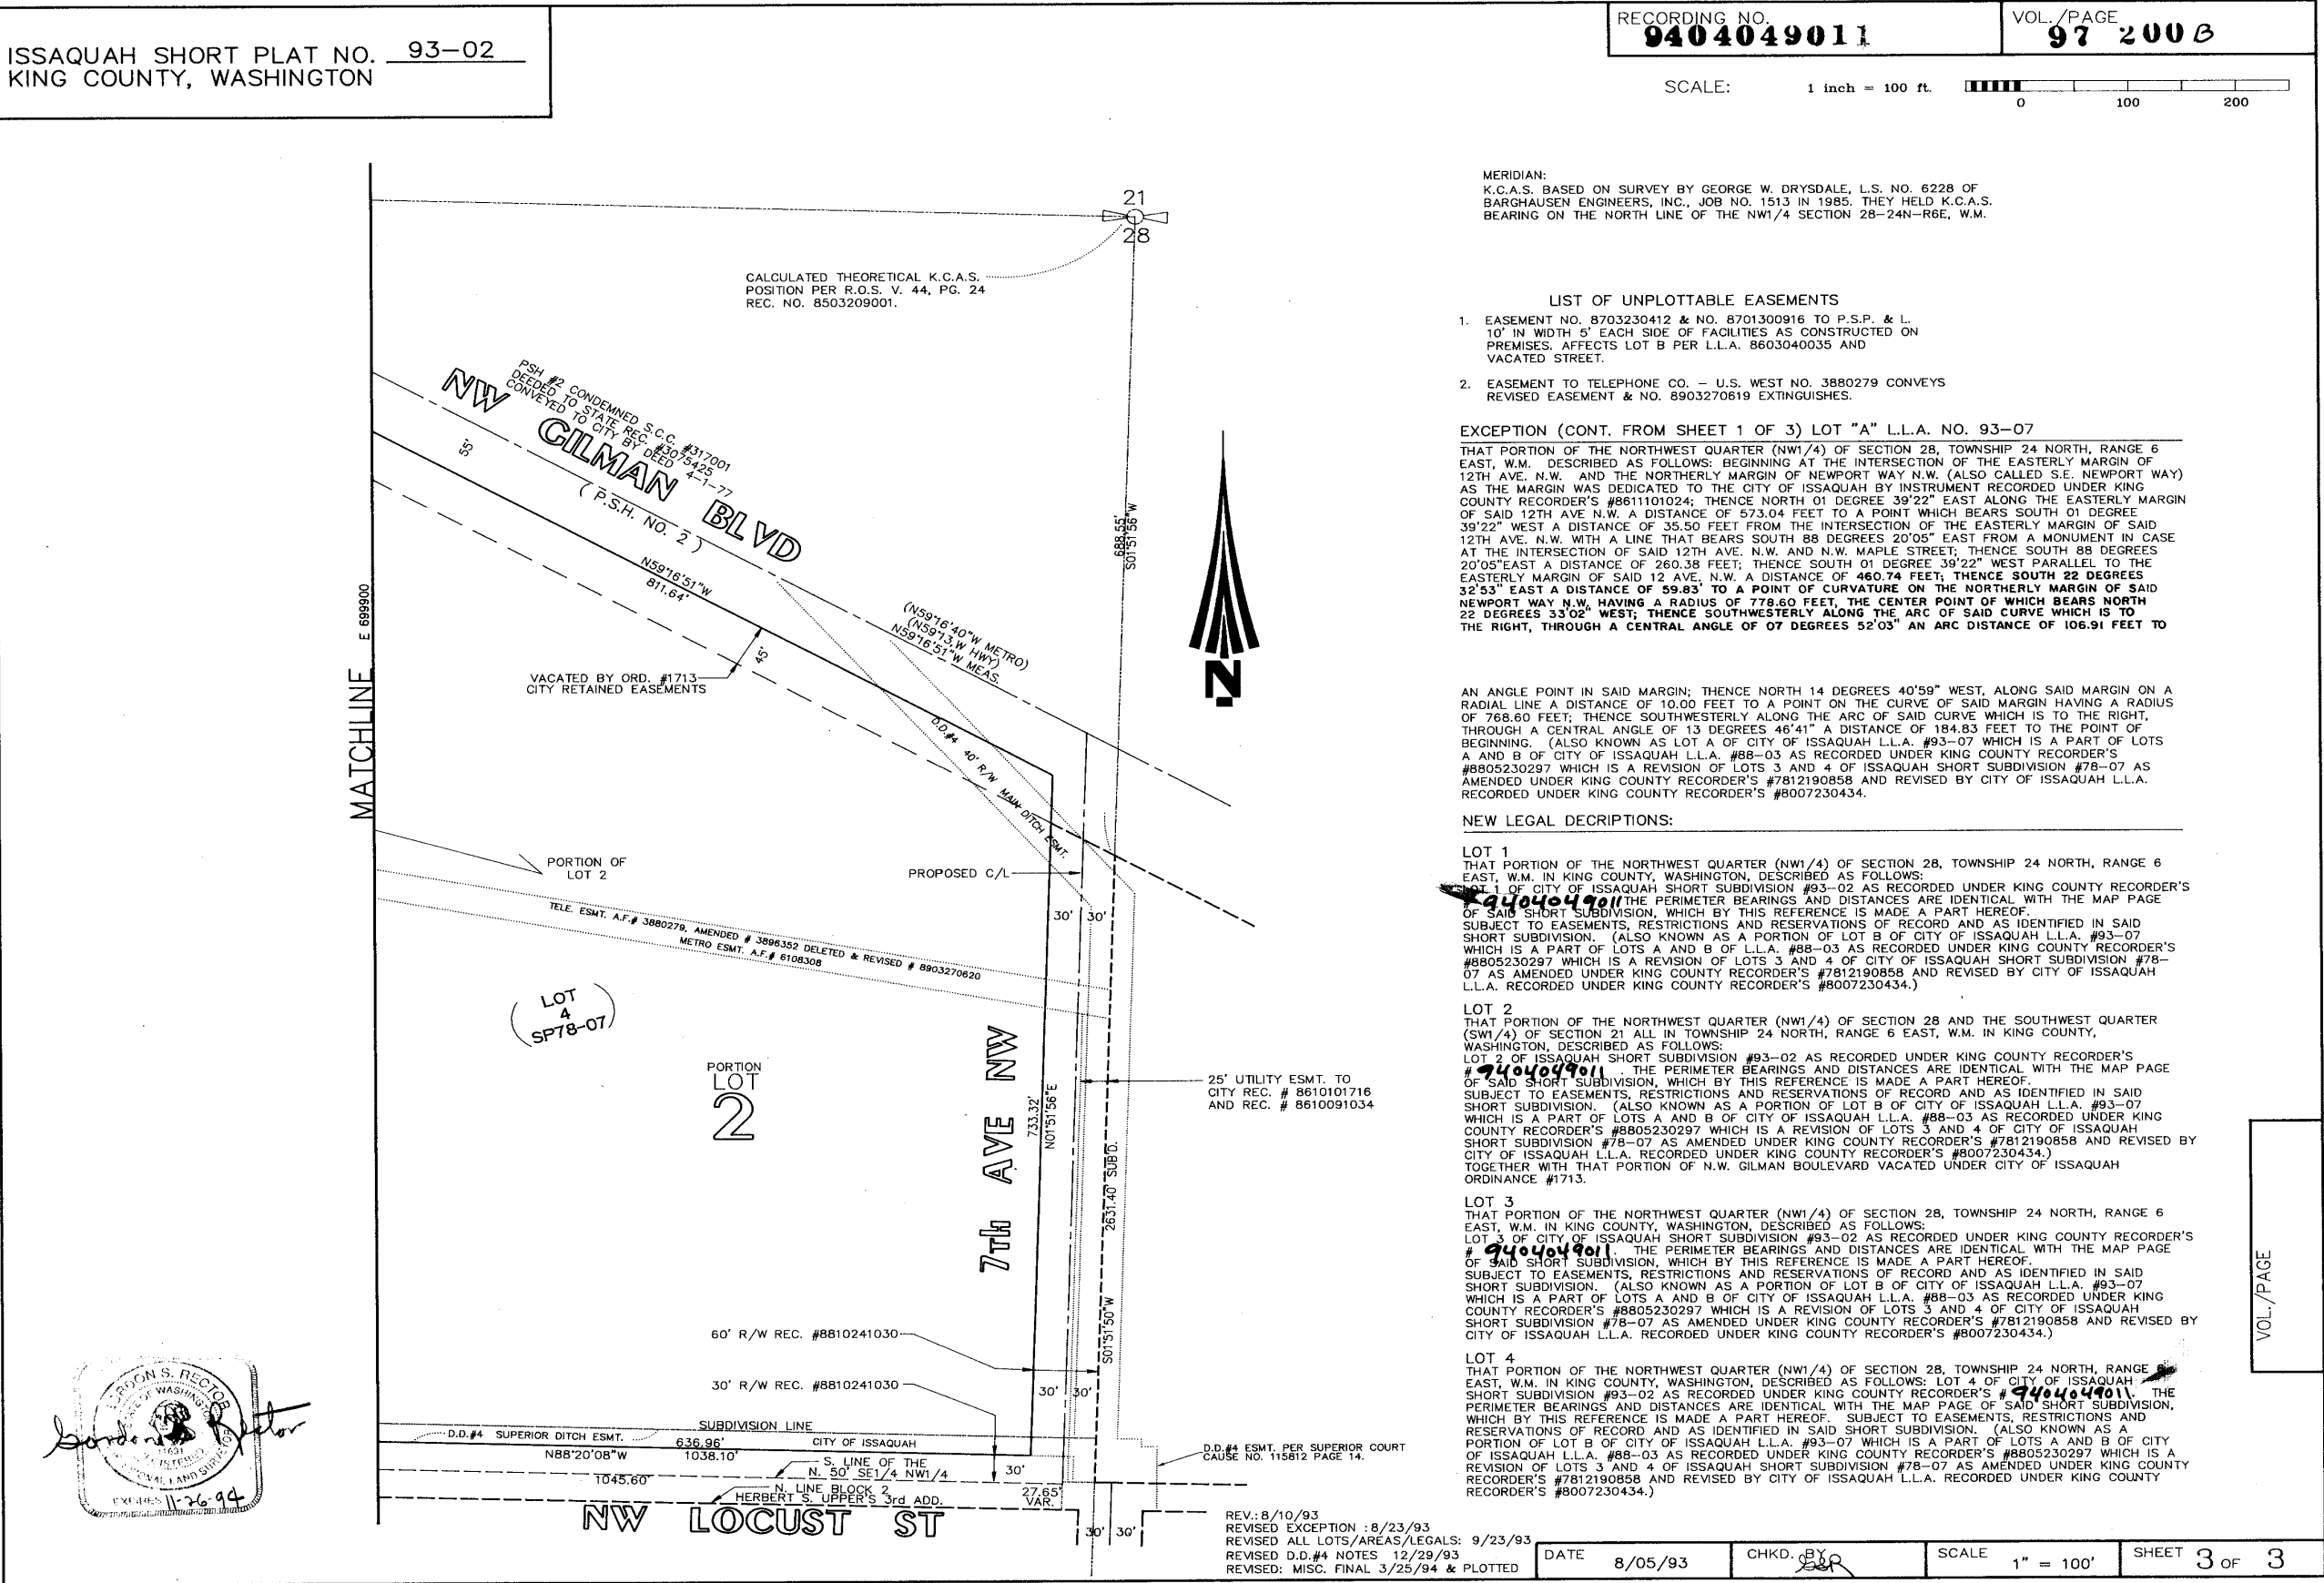 ISSAQUAH SHORT PLAT NO. 93-02
KING COUNTY, WASHINGTON
RECORDING NO.
9404049011
VOL./PAGE
97 200B
SCALE: 1 inch = 100 ft.
0 100 200
21
28
CALCULATED THEORETICAL K.C.A.S.
POSITION PER R.O.S. V. 44, PG. 24
REC. NO. 8503209001.
PSH #2 CONDEMNED S.C.C. #317001
DEEDED TO STATE REC. #3075425
CONVEYED TO CITY BY DEED 4-1-77
NW GILMAN BLVD
( P.S.H. NO. 2 )
55'
N59°16'51"W
811.64'
(N59°16'40"W METRO)
(N59°13,W HWY)
N59°16'51"W MEAS.
688.55'
S01°51'56"W
45'
VACATED BY ORD. #1713
CITY RETAINED EASEMENTS
N
MATCHLINE E 699900
D.D.#4 40' R/W MAIN DITCH ESMT.
PORTION OF
LOT 2
PROPOSED C/L
30' 30'
TELE. ESMT. A.F.# 3880279, AMENDED # 3896352 DELETED & REVISED # 8903270620
METRO ESMT. A.F.# 6108308
LOT
4
SP78-07
PORTION
LOT
2
7th AVE NW
733.32'
N01°51'56"E
25' UTILITY ESMT. TO
CITY REC. # 8610101716
AND REC. # 8610091034
2631.40' SUB'D.
S01°51'50"W
60' R/W REC. #8810241030
30' R/W REC. #8810241030
30' 30'
SUBDIVISION LINE
D.D.#4 SUPERIOR DITCH ESMT.
636.96' CITY OF ISSAQUAH
N88°20'08"W 1038.10'
S. LINE OF THE
N. 50' SE1/4 NW1/4
30'
1045.60'
N. LINE BLOCK 2
HERBERT S. UPPER'S 3rd ADD.
27.65'
VAR.
NW LOCUST ST
30' 30'
D.D.#4 ESMT. PER SUPERIOR COURT
CAUSE NO. 115812 PAGE 14.
GORDON S. RECTOR
OF WASHINGTON
11691
REGISTERED
LAND SURVEYOR
EXPIRES 11-26-94
Gordon S Rector
MERIDIAN:
K.C.A.S. BASED ON SURVEY BY GEORGE W. DRYSDALE, L.S. NO. 6228 OF
BARGHAUSEN ENGINEERS, INC., JOB NO. 1513 IN 1985. THEY HELD K.C.A.S.
BEARING ON THE NORTH LINE OF THE NW1/4 SECTION 28-24N-R6E, W.M.
LIST OF UNPLOTTABLE EASEMENTS
1. EASEMENT NO. 8703230412 & NO. 8701300916 TO P.S.P. & L.
10' IN WIDTH 5' EACH SIDE OF FACILITIES AS CONSTRUCTED ON
PREMISES. AFFECTS LOT B PER L.L.A. 8603040035 AND
VACATED STREET.
2. EASEMENT TO TELEPHONE CO. - U.S. WEST NO. 3880279 CONVEYS
REVISED EASEMENT & NO. 8903270619 EXTINGUISHES.
EXCEPTION (CONT. FROM SHEET 1 OF 3) LOT "A" L.L.A. NO. 93-07
THAT PORTION OF THE NORTHWEST QUARTER (NW1/4) OF SECTION 28, TOWNSHIP 24 NORTH, RANGE 6
EAST, W.M. DESCRIBED AS FOLLOWS: BEGINNING AT THE INTERSECTION OF THE EASTERLY MARGIN OF
12TH AVE. N.W. AND THE NORTHERLY MARGIN OF NEWPORT WAY N.W. (ALSO CALLED S.E. NEWPORT WAY)
AS THE MARGIN WAS DEDICATED TO THE CITY OF ISSAQUAH BY INSTRUMENT RECORDED UNDER KING
COUNTY RECORDER'S #8611101024; THENCE NORTH 01 DEGREE 39'22" EAST ALONG THE EASTERLY MARGIN
OF SAID 12TH AVE N.W. A DISTANCE OF 573.04 FEET TO A POINT WHICH BEARS SOUTH 01 DEGREE
39'22" WEST A DISTANCE OF 35.50 FEET FROM THE INTERSECTION OF THE EASTERLY MARGIN OF SAID
12TH AVE. N.W. WITH A LINE THAT BEARS SOUTH 88 DEGREES 20'05" EAST FROM A MONUMENT IN CASE
AT THE INTERSECTION OF SAID 12TH AVE. N.W. AND N.W. MAPLE STREET; THENCE SOUTH 88 DEGREES
20'05"EAST A DISTANCE OF 260.38 FEET; THENCE SOUTH 01 DEGREE 39'22" WEST PARALLEL TO THE
EASTERLY MARGIN OF SAID 12 AVE. N.W. A DISTANCE OF 460.74 FEET; THENCE SOUTH 22 DEGREES
32'53" EAST A DISTANCE OF 59.83' TO A POINT OF CURVATURE ON THE NORTHERLY MARGIN OF SAID
NEWPORT WAY N.W. HAVING A RADIUS OF 778.60 FEET, THE CENTER POINT OF WHICH BEARS NORTH
22 DEGREES 33'02" WEST; THENCE SOUTHWESTERLY ALONG THE ARC OF SAID CURVE WHICH IS TO
THE RIGHT, THROUGH A CENTRAL ANGLE OF 07 DEGREES 52'03" AN ARC DISTANCE OF 106.91 FEET TO
AN ANGLE POINT IN SAID MARGIN; THENCE NORTH 14 DEGREES 40'59" WEST, ALONG SAID MARGIN ON A
RADIAL LINE A DISTANCE OF 10.00 FEET TO A POINT ON THE CURVE OF SAID MARGIN HAVING A RADIUS
OF 768.60 FEET; THENCE SOUTHWESTERLY ALONG THE ARC OF SAID CURVE WHICH IS TO THE RIGHT,
THROUGH A CENTRAL ANGLE OF 13 DEGREES 46'41" A DISTANCE OF 184.83 FEET TO THE POINT OF
BEGINNING. (ALSO KNOWN AS LOT A OF CITY OF ISSAQUAH L.L.A. #93-07 WHICH IS A PART OF LOTS
A AND B OF CITY OF ISSAQUAH L.L.A. #88-03 AS RECORDED UNDER KING COUNTY RECORDER'S
#8805230297 WHICH IS A REVISION OF LOTS 3 AND 4 OF ISSAQUAH SHORT SUBDIVISION #78-07 AS
AMENDED UNDER KING COUNTY RECORDER'S #7812190858 AND REVISED BY CITY OF ISSAQUAH L.L.A.
RECORDED UNDER KING COUNTY RECORDER'S #8007230434.
NEW LEGAL DECRIPTIONS:
LOT 1
THAT PORTION OF THE NORTHWEST QUARTER (NW1/4) OF SECTION 28, TOWNSHIP 24 NORTH, RANGE 6
EAST, W.M. IN KING COUNTY, WASHINGTON, DESCRIBED AS FOLLOWS:
LOT 1 OF CITY OF ISSAQUAH SHORT SUBDIVISION #93-02 AS RECORDED UNDER KING COUNTY RECORDER'S
# 9404049011 THE PERIMETER BEARINGS AND DISTANCES ARE IDENTICAL WITH THE MAP PAGE
OF SAID SHORT SUBDIVISION, WHICH BY THIS REFERENCE IS MADE A PART HEREOF.
SUBJECT TO EASEMENTS, RESTRICTIONS AND RESERVATIONS OF RECORD AND AS IDENTIFIED IN SAID
SHORT SUBDIVISION. (ALSO KNOWN AS A PORTION OF LOT B OF CITY OF ISSAQUAH L.L.A. #93-07
WHICH IS A PART OF LOTS A AND B OF L.L.A. #88-03 AS RECORDED UNDER KING COUNTY RECORDER'S
#8805230297 WHICH IS A REVISION OF LOTS 3 AND 4 OF CITY OF ISSAQUAH SHORT SUBDIVISION #78-
07 AS AMENDED UNDER KING COUNTY RECORDER'S #7812190858 AND REVISED BY CITY OF ISSAQUAH
L.L.A. RECORDED UNDER KING COUNTY RECORDER'S #8007230434.)
LOT 2
THAT PORTION OF THE NORTHWEST QUARTER (NW1/4) OF SECTION 28 AND THE SOUTHWEST QUARTER
(SW1/4) OF SECTION 21 ALL IN TOWNSHIP 24 NORTH, RANGE 6 EAST, W.M. IN KING COUNTY,
WASHINGTON, DESCRIBED AS FOLLOWS:
LOT 2 OF ISSAQUAH SHORT SUBDIVISION #93-02 AS RECORDED UNDER KING COUNTY RECORDER'S
# 9404049011. THE PERIMETER BEARINGS AND DISTANCES ARE IDENTICAL WITH THE MAP PAGE
OF SAID SHORT SUBDIVISION, WHICH BY THIS REFERENCE IS MADE A PART HEREOF.
SUBJECT TO EASEMENTS, RESTRICTIONS AND RESERVATIONS OF RECORD AND AS IDENTIFIED IN SAID
SHORT SUBDIVISION. (ALSO KNOWN AS A PORTION OF LOT B OF CITY OF ISSAQUAH L.L.A. #93-07
WHICH IS A PART OF LOTS A AND B OF CITY OF ISSAQUAH L.L.A. #88-03 AS RECORDED UNDER KING
COUNTY RECORDER'S #8805230297 WHICH IS A REVISION OF LOTS 3 AND 4 OF CITY OF ISSAQUAH
SHORT SUBDIVISION #78-07 AS AMENDED UNDER KING COUNTY RECORDER'S #7812190858 AND REVISED BY
CITY OF ISSAQUAH L.L.A. RECORDED UNDER KING COUNTY RECORDER'S #8007230434.)
TOGETHER WITH THAT PORTION OF N.W. GILMAN BOULEVARD VACATED UNDER CITY OF ISSAQUAH
ORDINANCE #1713.
LOT 3
THAT PORTION OF THE NORTHWEST QUARTER (NW1/4) OF SECTION 28, TOWNSHIP 24 NORTH, RANGE 6
EAST, W.M. IN KING COUNTY, WASHINGTON, DESCRIBED AS FOLLOWS:
LOT 3 OF CITY OF ISSAQUAH SHORT SUBDIVISION #93-02 AS RECORDED UNDER KING COUNTY RECORDER'S
# 9404049011. THE PERIMETER BEARINGS AND DISTANCES ARE IDENTICAL WITH THE MAP PAGE
OF SAID SHORT SUBDIVISION, WHICH BY THIS REFERENCE IS MADE A PART HEREOF.
SUBJECT TO EASEMENTS, RESTRICTIONS AND RESERVATIONS OF RECORD AND AS IDENTIFIED IN SAID
SHORT SUBDIVISION. (ALSO KNOWN AS A PORTION OF LOT B OF CITY OF ISSAQUAH L.L.A. #93-07
WHICH IS A PART OF LOTS A AND B OF CITY OF ISSAQUAH L.L.A. #88-03 AS RECORDED UNDER KING
COUNTY RECORDER'S #8805230297 WHICH IS A REVISION OF LOTS 3 AND 4 OF CITY OF ISSAQUAH
SHORT SUBDIVISION #78-07 AS AMENDED UNDER KING COUNTY RECORDER'S #7812190858 AND REVISED BY
CITY OF ISSAQUAH L.L.A. RECORDED UNDER KING COUNTY RECORDER'S #8007230434.)
LOT 4
THAT PORTION OF THE NORTHWEST QUARTER (NW1/4) OF SECTION 28, TOWNSHIP 24 NORTH, RANGE
EAST, W.M. IN KING COUNTY, WASHINGTON, DESCRIBED AS FOLLOWS: LOT 4 OF CITY OF ISSAQUAH
SHORT SUBDIVISION #93-02 AS RECORDED UNDER KING COUNTY RECORDER'S # 9404049011. THE
PERIMETER BEARINGS AND DISTANCES ARE IDENTICAL WITH THE MAP PAGE OF SAID SHORT SUBDIVISION,
WHICH BY THIS REFERENCE IS MADE A PART HEREOF. SUBJECT TO EASEMENTS, RESTRICTIONS AND
RESERVATIONS OF RECORD AND AS IDENTIFIED IN SAID SHORT SUBDIVISION. (ALSO KNOWN AS A
PORTION OF LOT B OF CITY OF ISSAQUAH L.L.A. #93-07 WHICH IS A PART OF LOTS A AND B OF CITY
OF ISSAQUAH L.L.A. #88-03 AS RECORDED UNDER KING COUNTY RECORDER'S #8805230297 WHICH IS A
REVISION OF LOTS 3 AND 4 OF ISSAQUAH SHORT SUBDIVISION #78-07 AS AMENDED UNDER KING COUNTY
RECORDER'S #7812190858 AND REVISED BY CITY OF ISSAQUAH L.L.A. RECORDED UNDER KING COUNTY
RECORDER'S #8007230434.)
VOL./PAGE
REV.: 8/10/93
REVISED EXCEPTION : 8/23/93
REVISED ALL LOTS/AREAS/LEGALS: 9/23/93
REVISED D.D.#4 NOTES 12/29/93
REVISED: MISC. FINAL 3/25/94 & PLOTTED
DATE 8/05/93
CHKD. BY GSR
SCALE 1" = 100'
SHEET 3 OF 3